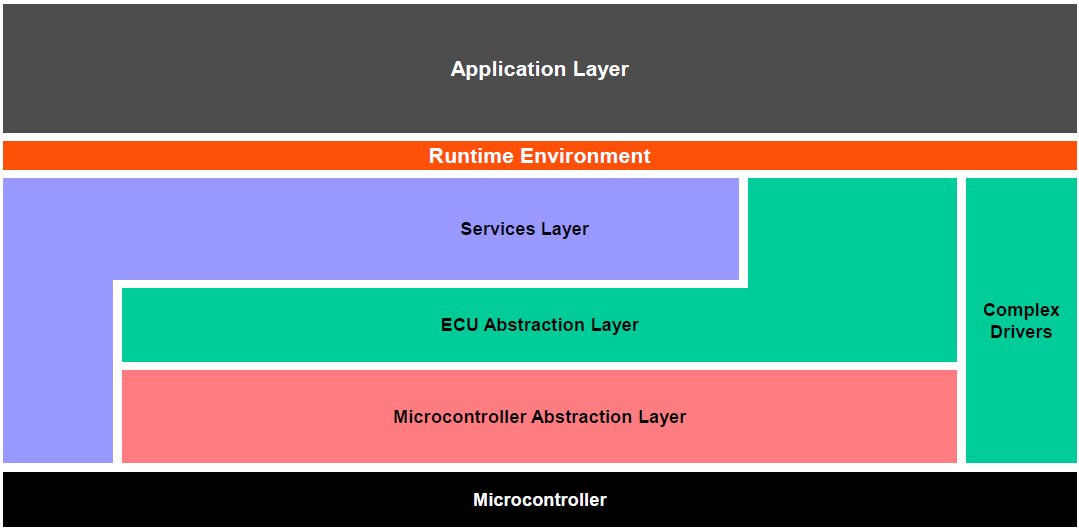 Application Layer
Runtime Environment
Services Layer
ECU Abstraction Layer
Complex
Drivers
Microcontroller Abstraction Layer
Microcontroller